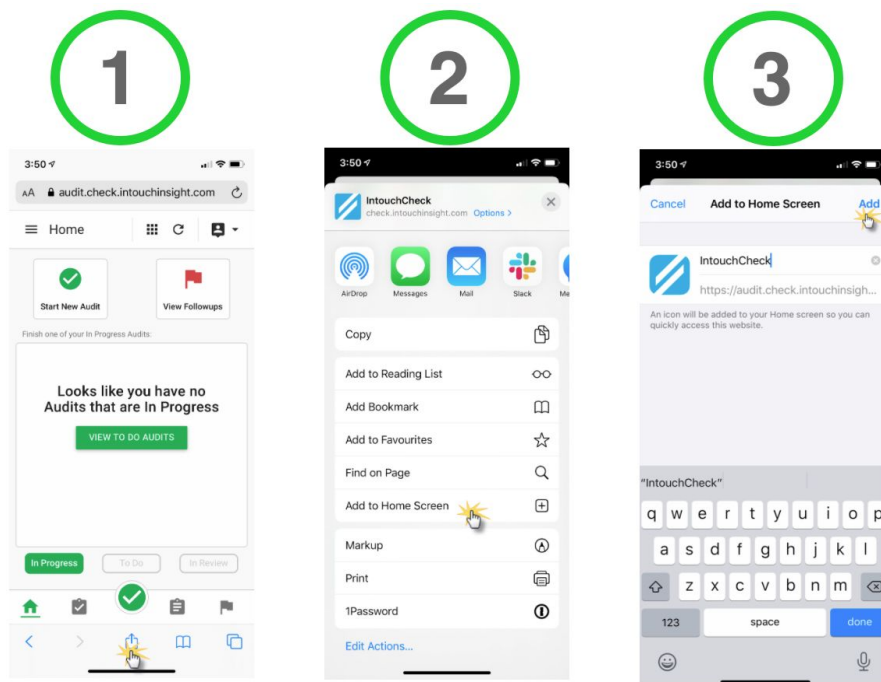 1
2
3
3:50
AA audit.check.intouchinsight.com
Home
Start New Audit
View Followups
Finish one of your In Progress Audits:
Looks like you have no
Audits that are In Progress
VIEW TO DO AUDITS
In Progress
To Do
In Review
3:50
IntouchCheck
check.intouchinsight.com Options >
AirDrop
Messages
Mail
Slack
Me
Copy
Add to Reading List
Add Bookmark
Add to Favourites
Find on Page
Add to Home Screen
Markup
Print
1Password
Edit Actions...
3:50
Cancel Add to Home Screen Add
IntouchCheck
https://audit.check.intouchinsigh...
An icon will be added to your Home screen so you can
quickly access this website.
"IntouchCheck"
q w e r t y u i o p
a s d f g h j k l
z x c v b n m
123 space done